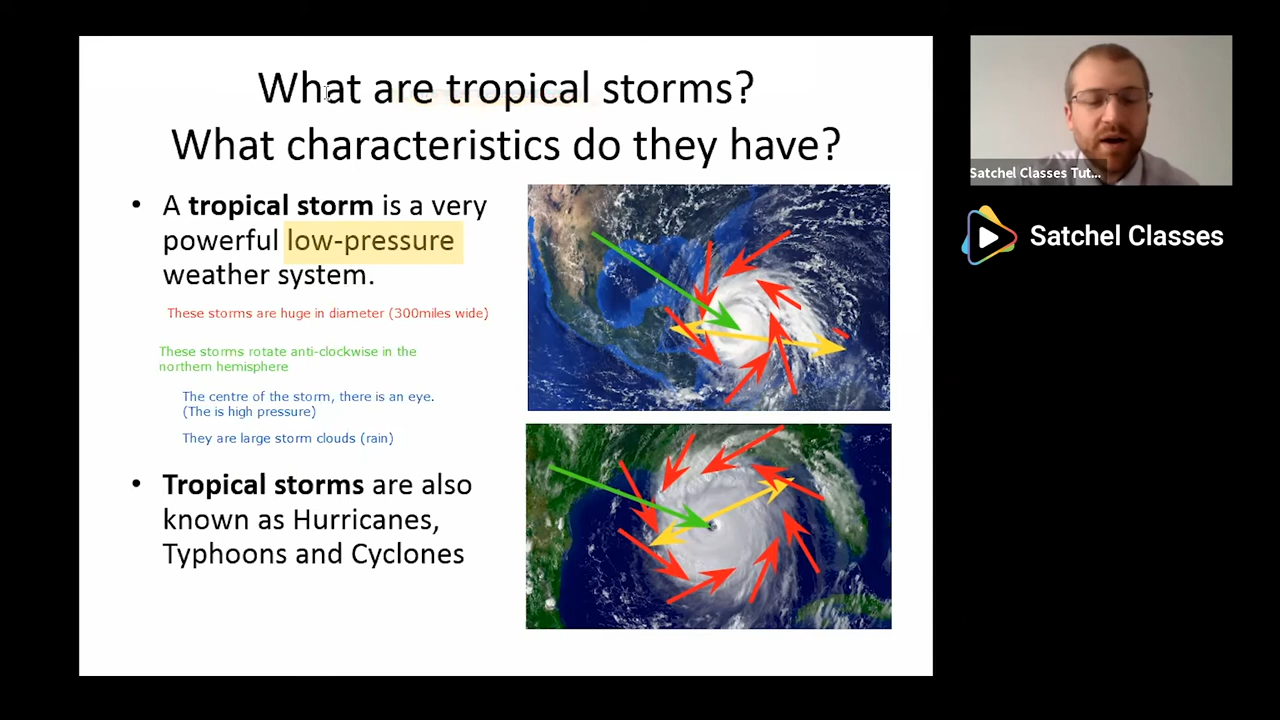 What are tropical storms?
What characteristics do they have?
• A tropical storm is a very
powerful low-pressure
weather system.
These storms are huge in diameter (300miles wide)
These storms rotate anti-clockwise in the
northern hemisphere
The centre of the storm, there is an eye.
(The is high pressure)
They are large storm clouds (rain)
• Tropical storms are also
known as Hurricanes,
Typhoons and Cyclones
Satchel Classes Tut...
Satchel Classes